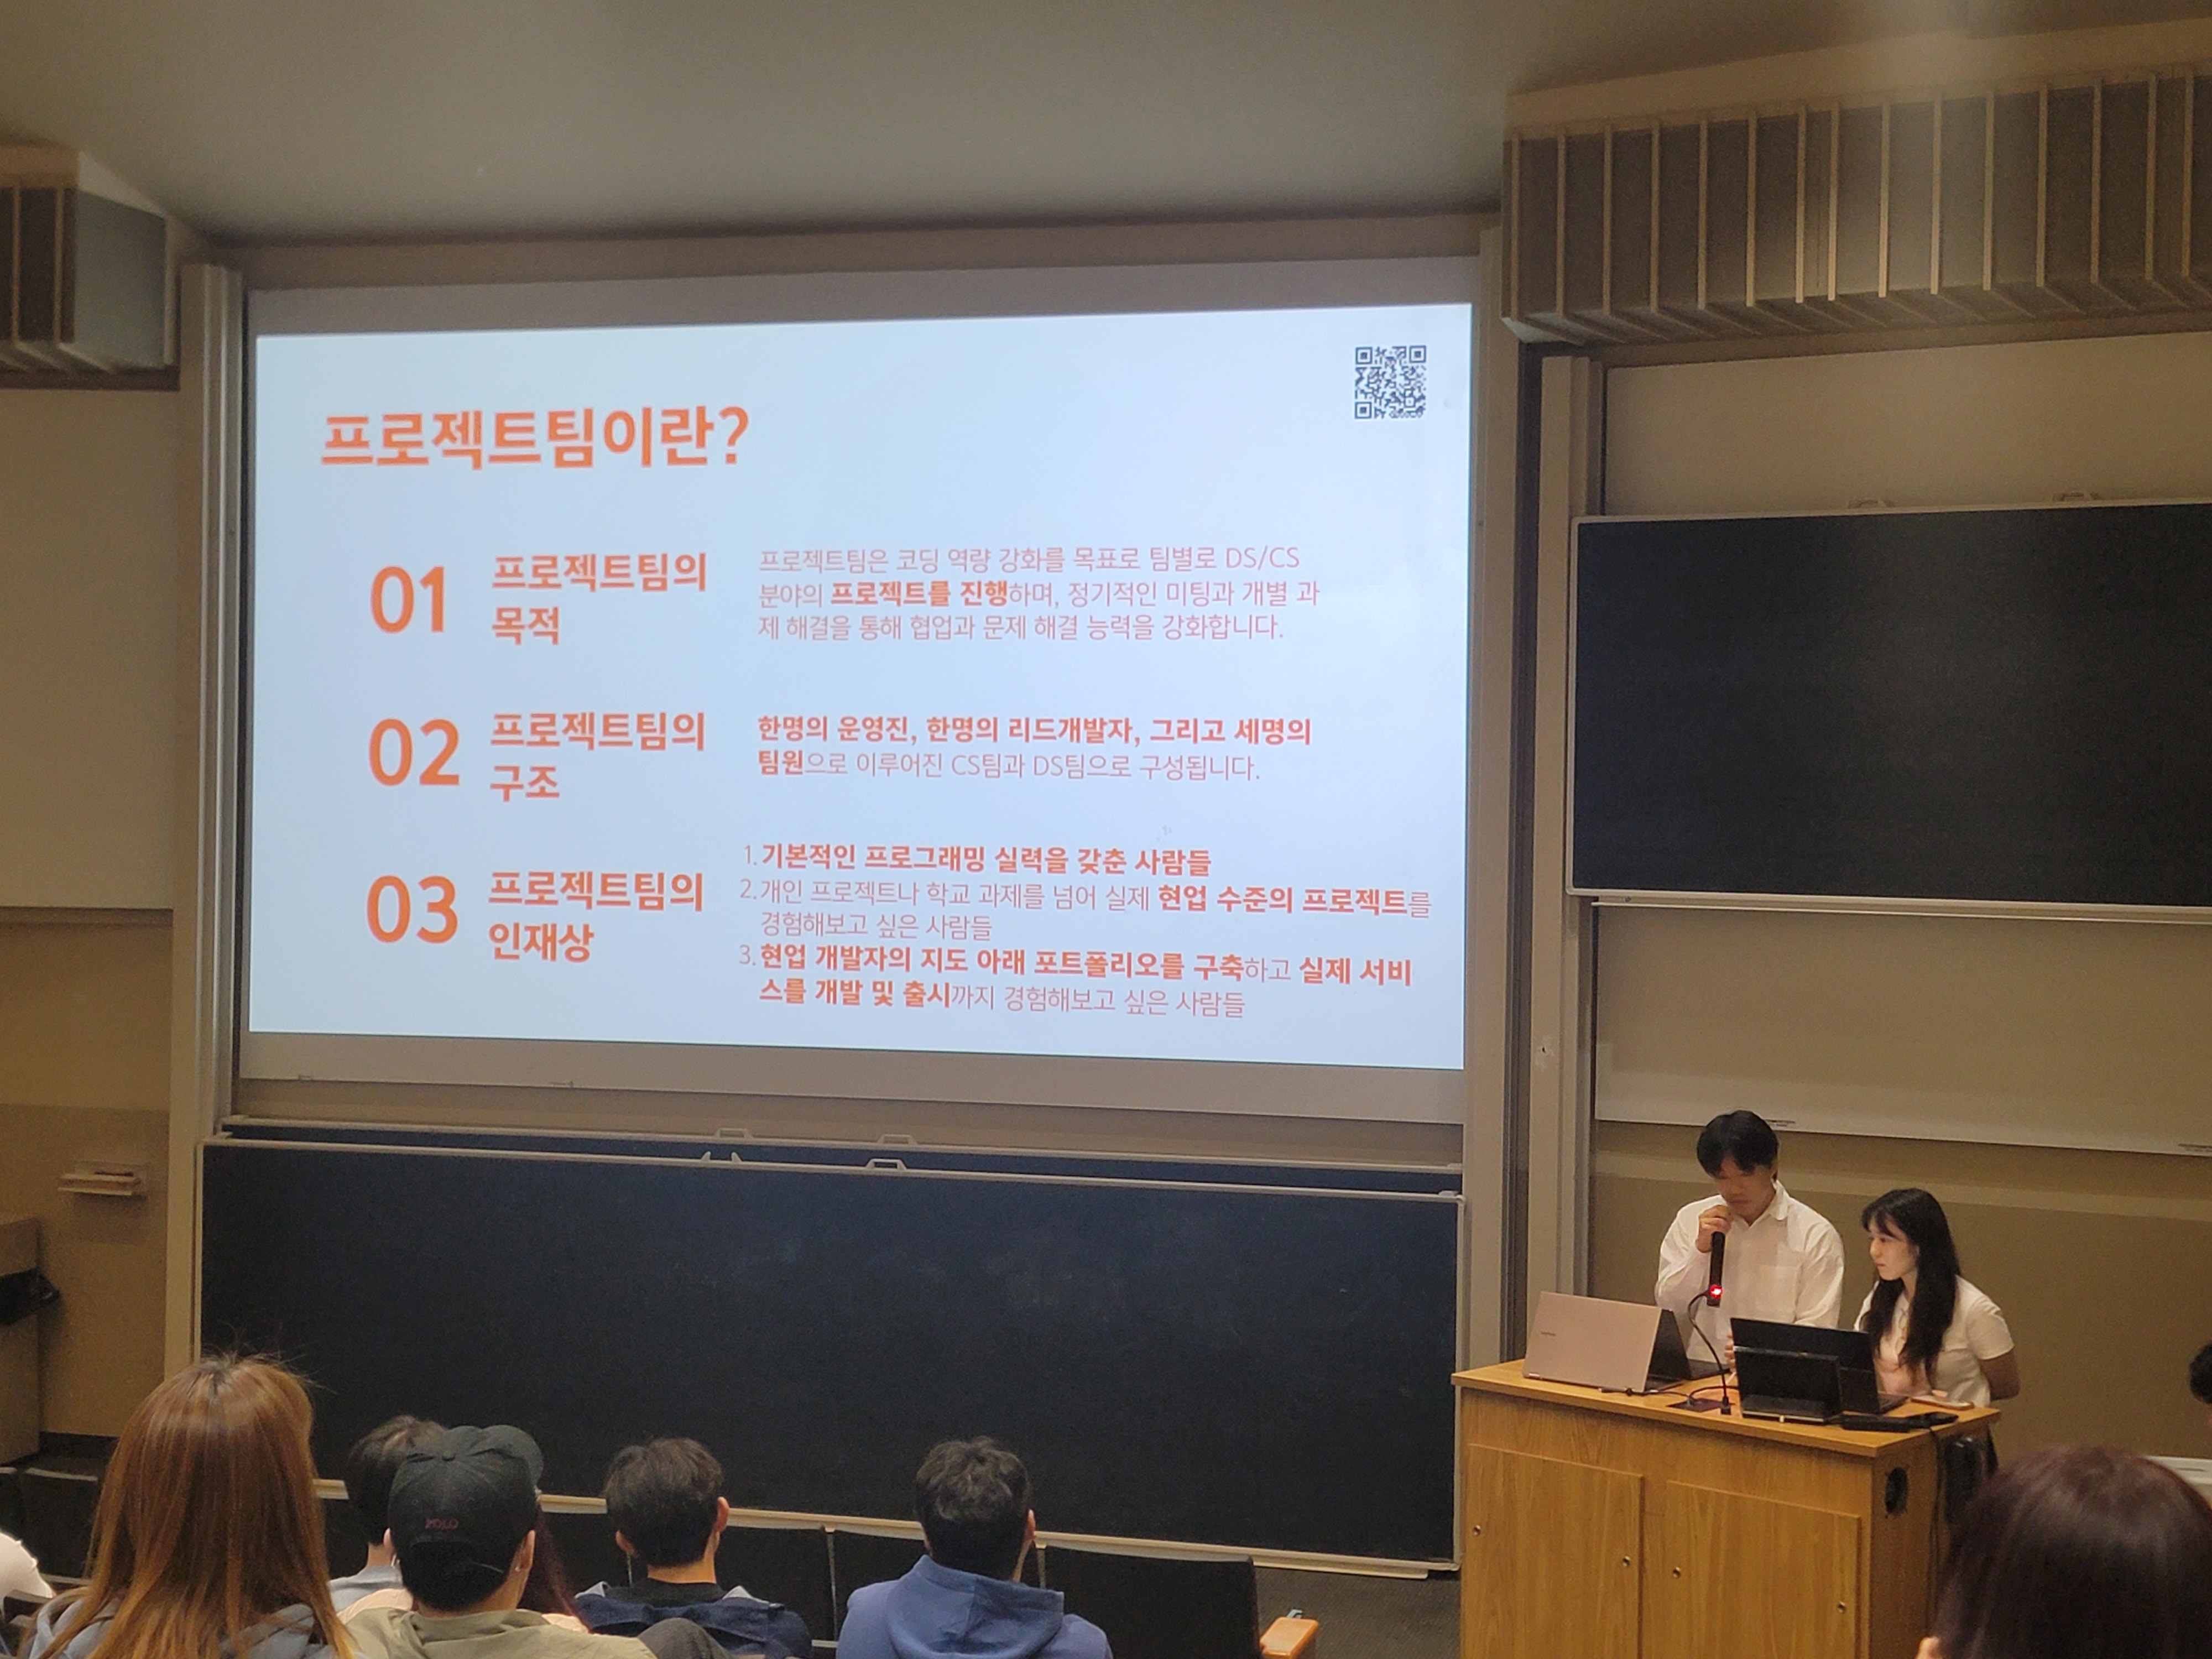 프로젝트팀이란?
01
프로젝트팀의
목적
프로젝트팀은 코딩 역량 강화를 목표로 팀별로 DS/CS
분야의 프로젝트를 진행하며, 정기적인 미팅과 개별 과
제 해결을 통해 협업과 문제 해결 능력을 강화합니다.
02
프로젝트팀의
구조
한명의 운영진, 한명의 리드개발자, 그리고 세명의
팀원으로 이루어진 CS팀과 DS팀으로 구성됩니다.
03
프로젝트팀의
인재상
1. 기본적인 프로그래밍 실력을 갖춘 사람들
2. 개인 프로젝트나 학교 과제를 넘어 실제 현업 수준의 프로젝트를
경험해보고 싶은 사람들
3. 현업 개발자의 지도 아래 포트폴리오를 구축하고 실제 서비
스를 개발 및 출시까지 경험해보고 싶은 사람들
POLO